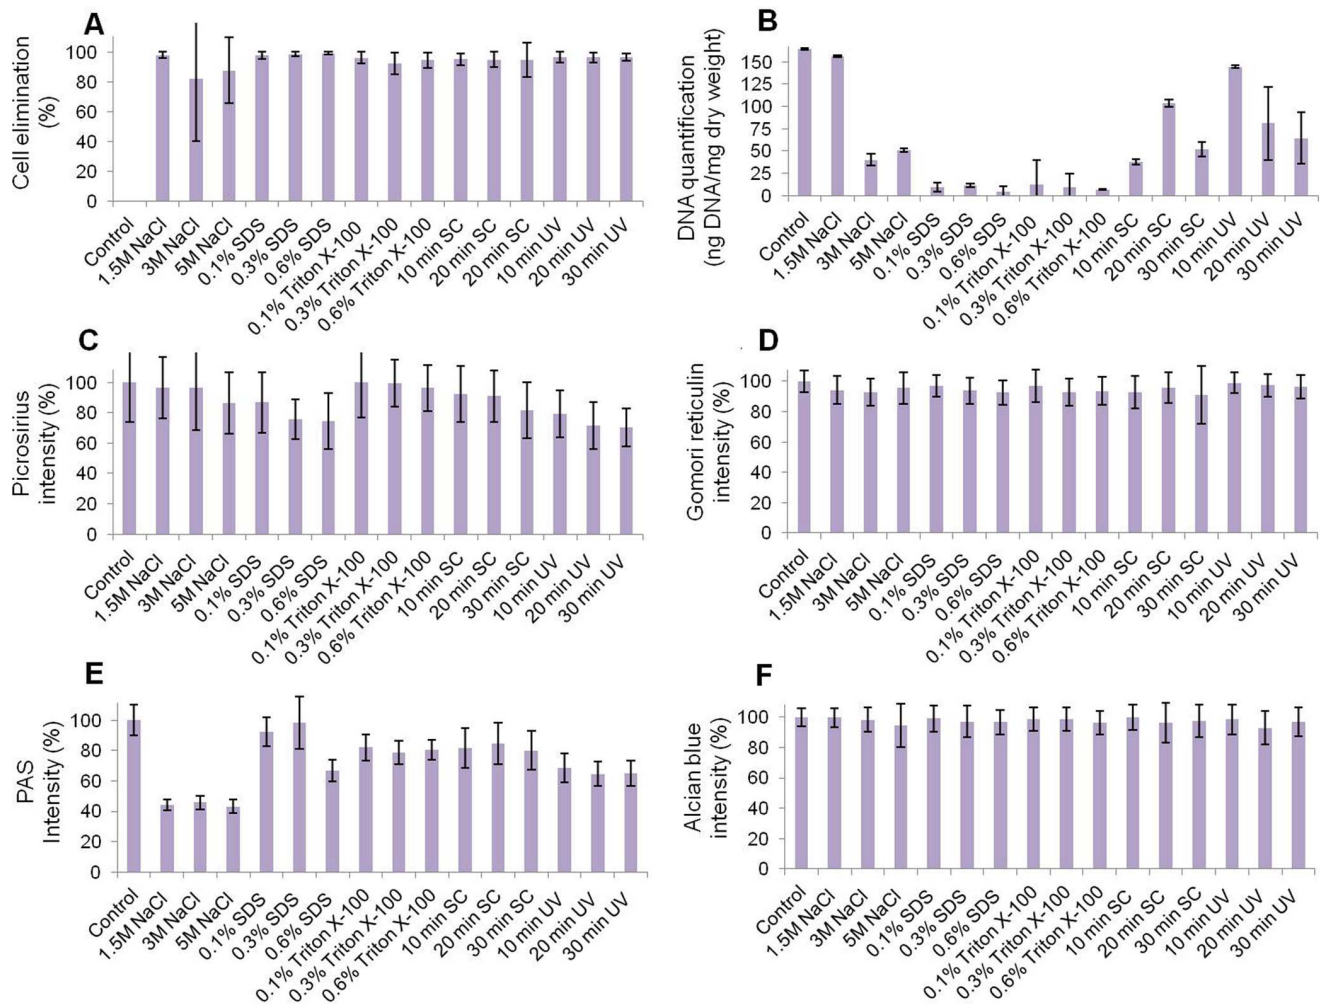 A
Cell elimination
(%)
100
80
60
40
20
0
Control
1.5M NaCl
3M NaCl
5M NaCl
0.1% SDS
0.3% SDS
0.6% SDS
0.1% Triton X-100
0.3% Triton X-100
0.6% Triton X-100
10 min SC
20 min SC
20 min SC
10 min UV
20 min UV
30 min UV
B
DNA quantification
(ng DNA/mg dry weight)
150
125
100
75
50
25
0
Control
1.5M NaCl
3M NaCl
5M NaCl
0.1% SDS
0.3% SDS
0.6% SDS
0.1% Triton X-100
0.3% Triton X-100
0.6% Triton X-100
10 min SC
20 min SC
30 min SC
10 min UV
20 min UV
30 min UV
C
Picrosirius
intensity (%)
100
80
60
40
20
0
Control
1.5M NaCl
3M NaCl
5M NaCl
0.1% SDS
0.3% SDS
0.6% SDS
0.1% Triton X-100
0.3% Triton X-100
0.6% Triton X-100
10 min SC
20 min SC
30 min SC
10 min UV
20 min UV
30 min UV
D
Gomori reticulin
intensity (%)
100
80
60
40
20
0
Control
1.5M NaCl
3M NaCl
5M NaCl
0.1% SDS
0.3% SDS
0.6% SDS
0.1% Triton X-100
0.3% Triton X-100
0.6% Triton X-100
10 min SC
20 min SC
30 min SC
10 min UV
20 min UV
30 min UV
E
PAS
Intensity (%)
100
80
60
40
20
0
Control
1.5M NaCl
3M NaCl
5M NaCl
0.1% SDS
0.3% SDS
0.6% SDS
0.1% Triton X-100
0.3% Triton X-100
0.6% Triton X-100
10 min SC
20 min SC
30 min SC
10 min UV
20 min UV
30 min UV
F
Alcian blue
intensity (%)
100
80
60
40
20
0
Control
1.5M NaCl
3M NaCl
5M NaCl
0.1% SDS
0.3% SDS
0.6% SDS
0.1% Triton X-100
0.3% Triton X-100
0.6% Triton X-100
10 min SC
20 min SC
30 min SC
10 min UV
20 min UV
30 min UV